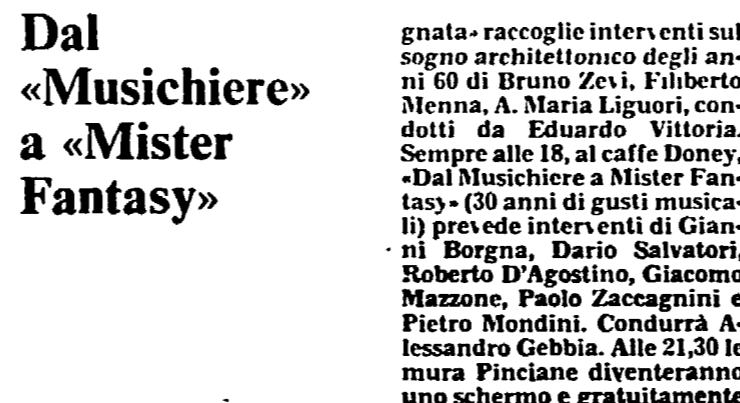 Dal
«Musichiere»
a «Mister
Fantasy»
gnata» raccoglie interventi sul
sogno architettonico degli an-
ni 60 di Bruno Zevi, Filiberto
Menna, A. Maria Liguori, con-
dotti da Eduardo Vittoria.
Sempre alle 18, al caffe Doney,
«Dal Musichiere a Mister Fan-
tasy» (30 anni di gusti musica-
li) prevede interventi di Gian-
ni Borgna, Dario Salvatori,
Roberto D'Agostino, Giacomo
Mazzone, Paolo Zaccagnini e
Pietro Mondini. Condurrà A-
lessandro Gebbia. Alle 21,30 le
mura Pinciane diventeranno
uno schermo e gratuitamente